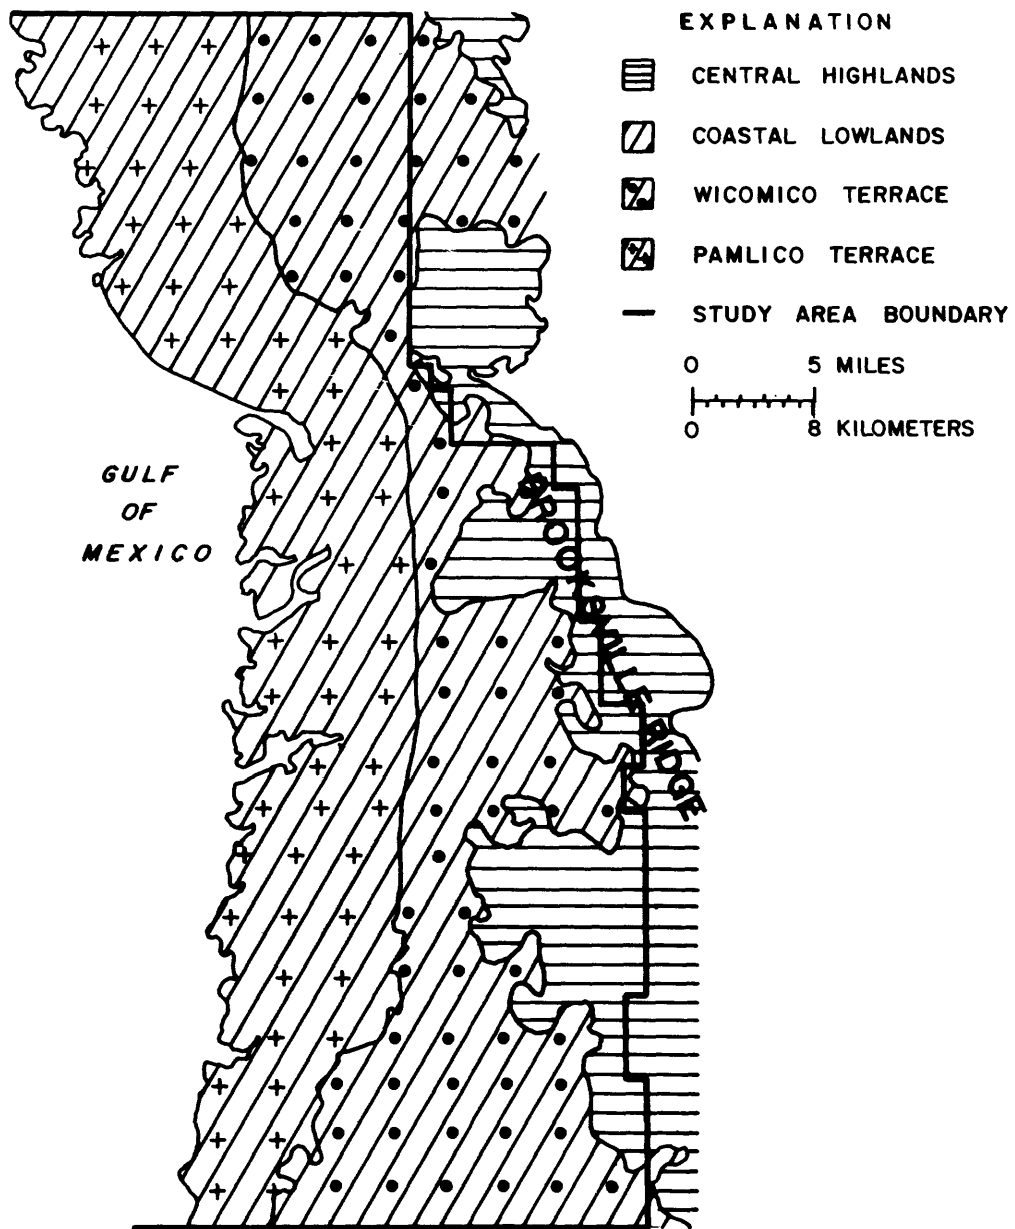 EXPLANATION
CENTRAL HIGHLANDS
COASTAL LOWLANDS
WICOMICO TERRACE
PAMLICO TERRACE
STUDY AREA BOUNDARY
0 5 MILES
0 8 KILOMETERS
GULF
OF
MEXICO
BROOKSVILLE RIDGE